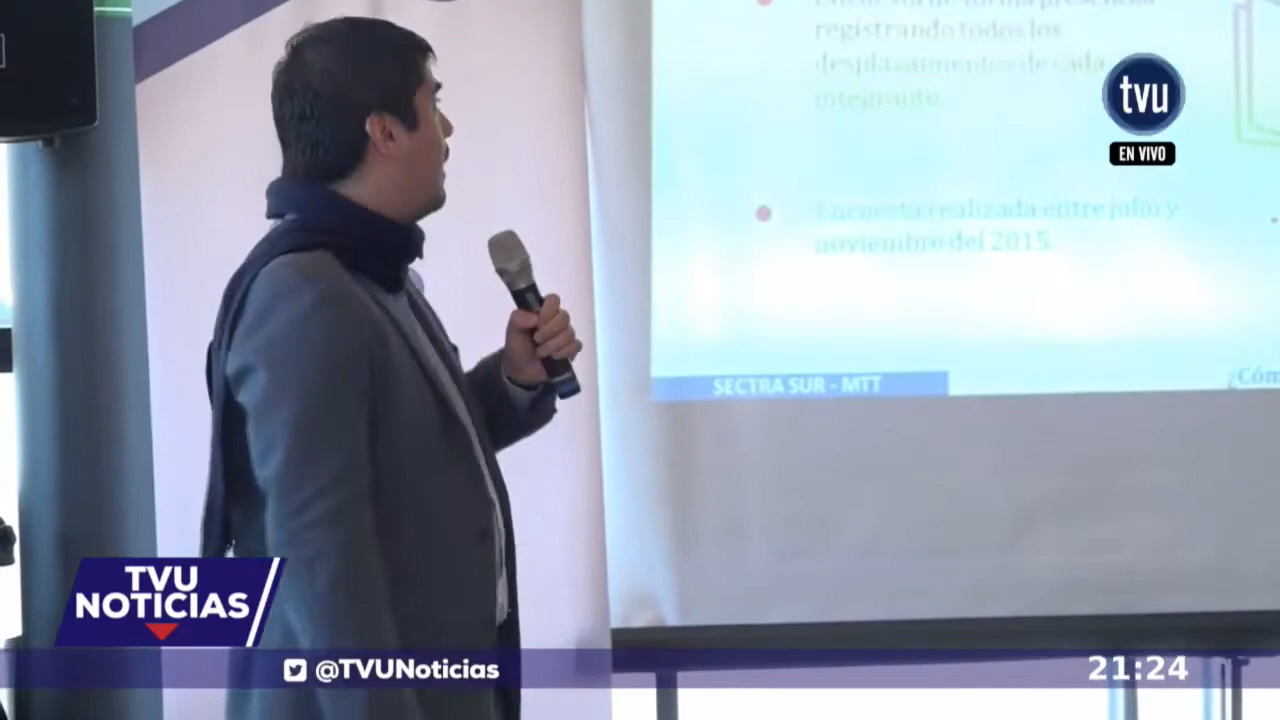 registrando todos los
desplazamientos de cada
integrante
tvu
EN VIVO
Encuesta realizada entre julio y
noviembre del 2015.
SECTRA SUR - MTT
¿Cóm
TVU
NOTICIAS
@TVUNoticias
21:24